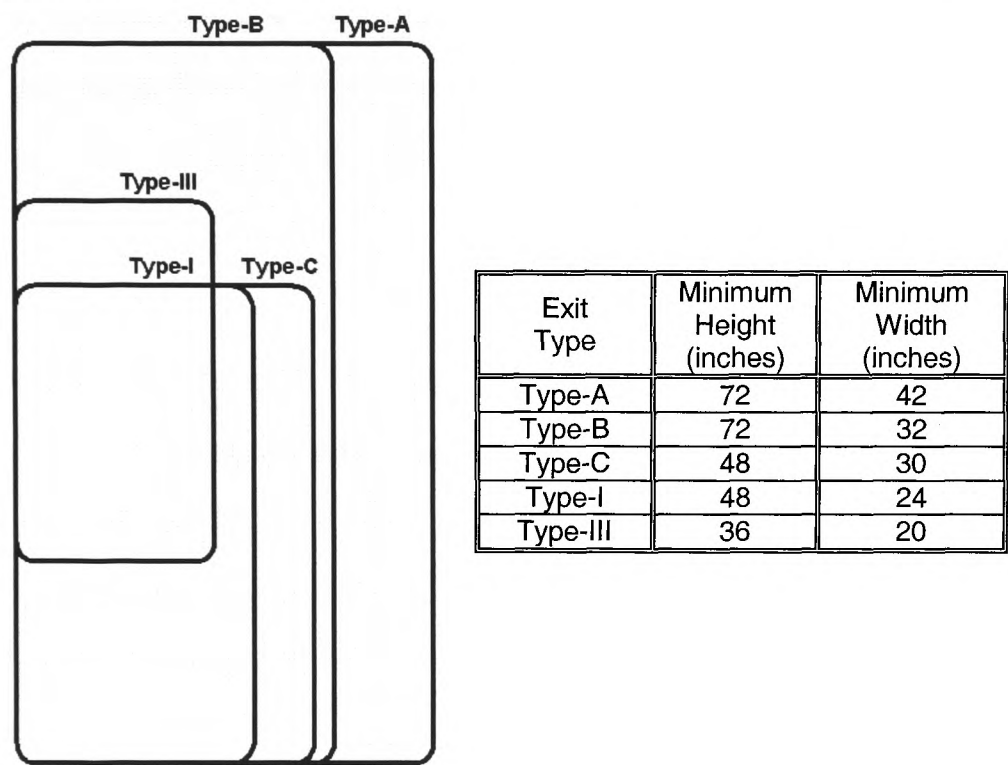 Type-B Type-A
Type-III
Type-I Type-C
Exit Type Minimum Height (inches) Minimum Width (inches)
Type-A 72 42
Type-B 72 32
Type-C 48 30
Type-I 48 24
Type-III 36 20